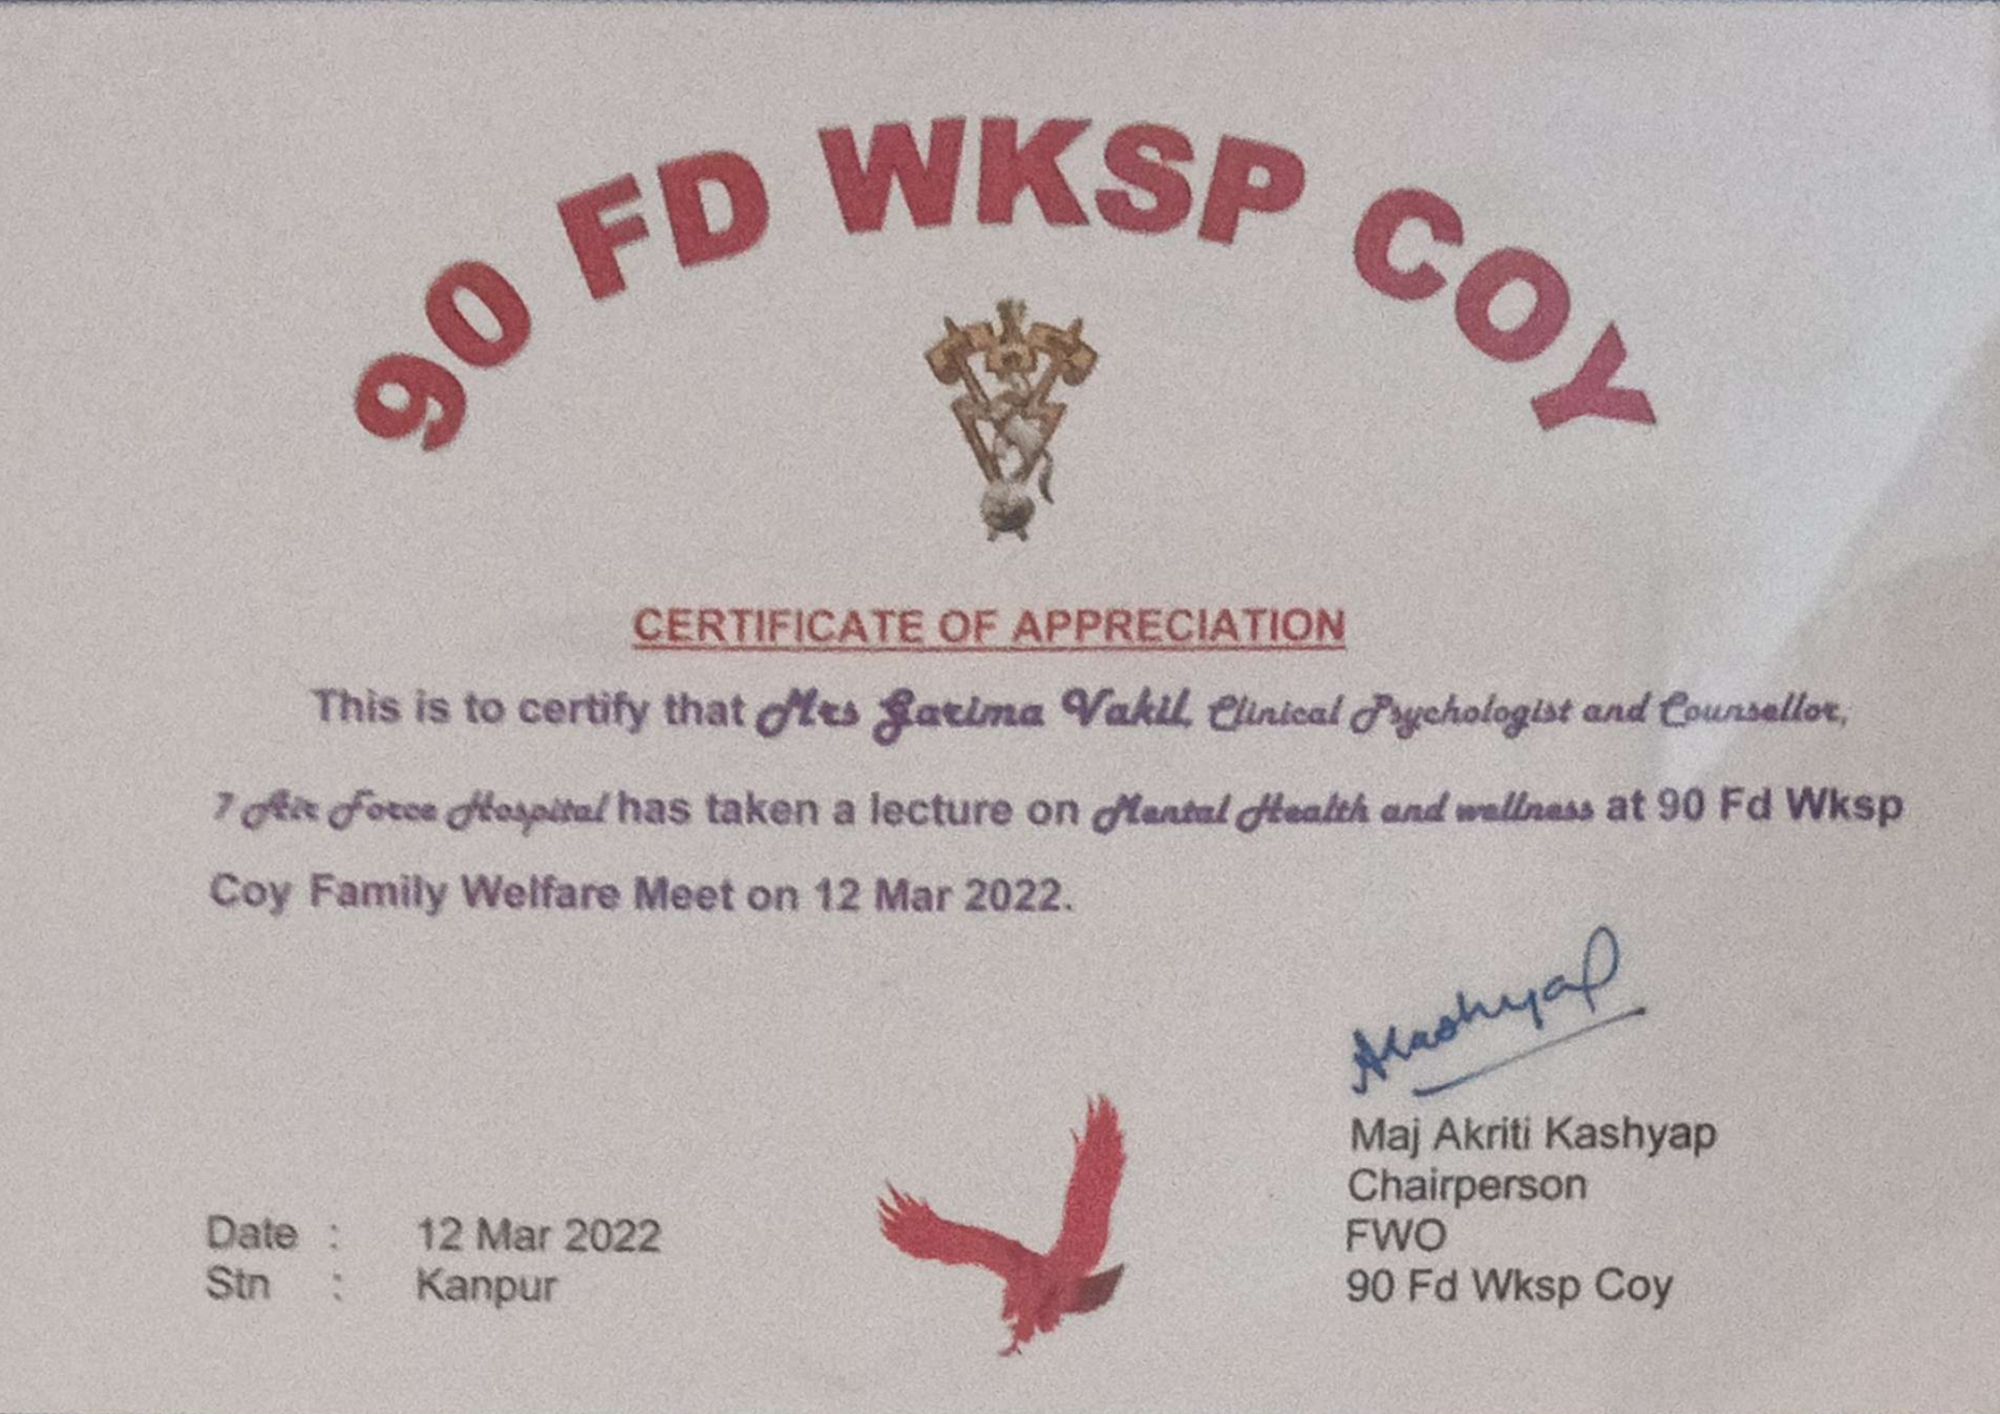 90 FD WKSP COY
CERTIFICATE OF APPRECIATION
This is to certify that Mrs Garima Vakil, Clinical Psychologist and Counsellor,
7 Air Force Hospital has taken a lecture on Mental Health and wellness at 90 Fd Wksp
Coy Family Welfare Meet on 12 Mar 2022.
AKashyap
Maj Akriti Kashyap
Chairperson
FWO
90 Fd Wksp Coy
Date : 12 Mar 2022
Stn : Kanpur